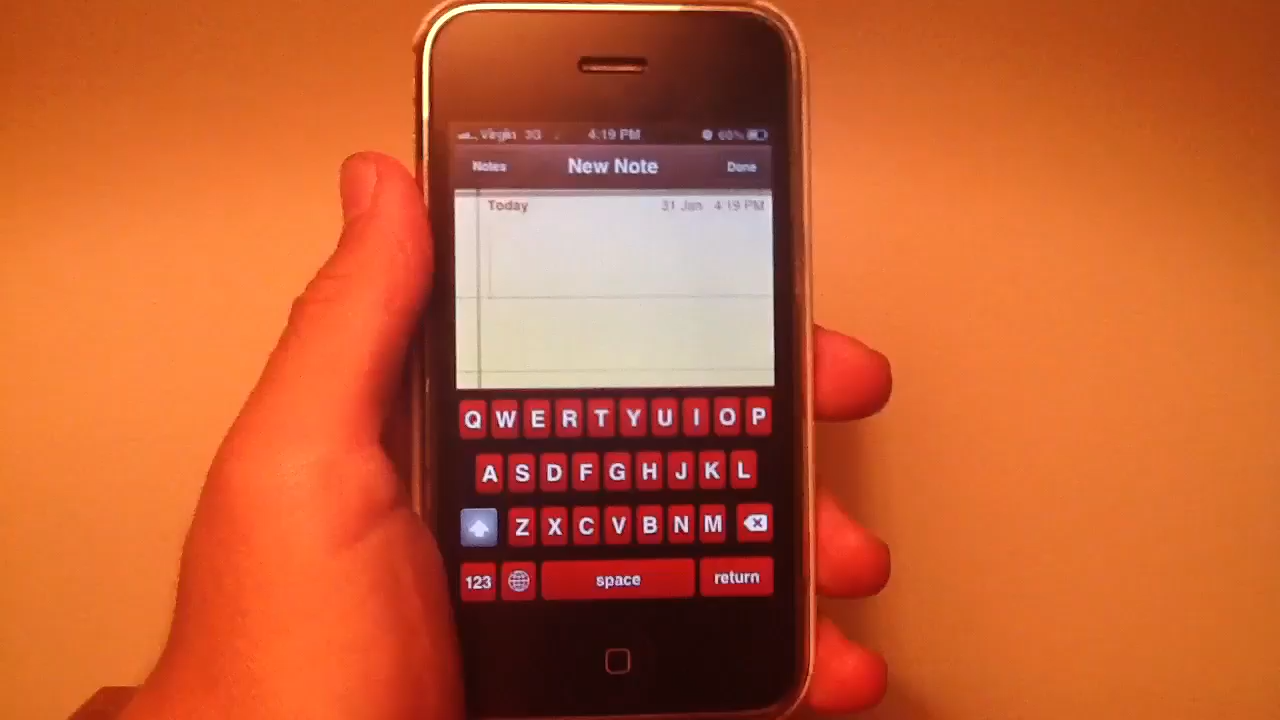 Virgin 3G 4:19 PM 60%
Notes New Note Done
Today 31 Jan 4:19 PM
Q W E R T Y U I O P
A S D F G H J K L
Z X C V B N M
123 space return